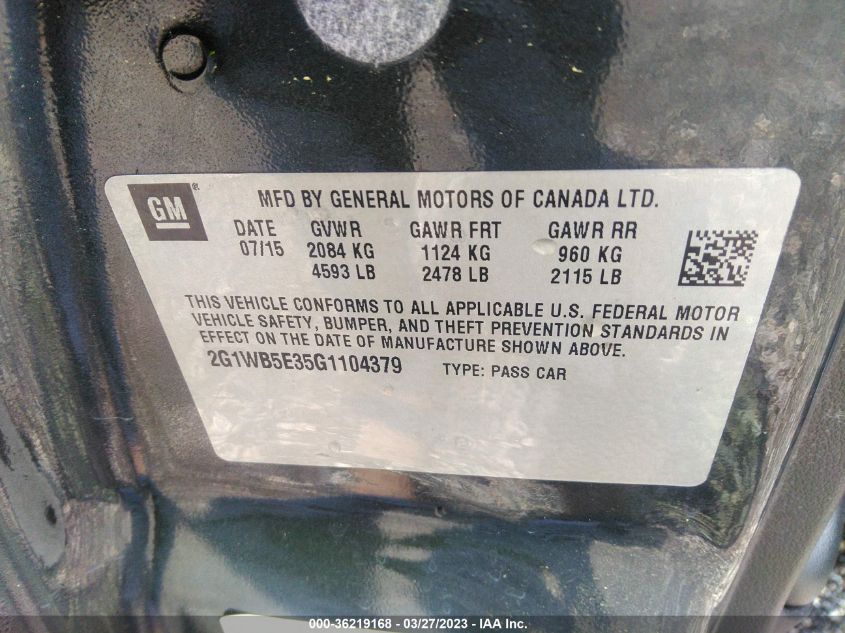 GM ®
MFD BY GENERAL MOTORS OF CANADA LTD.
DATE GVWR GAWR FRT GAWR RR
07/15 2084 KG 1124 KG 960 KG
4593 LB 2478 LB 2115 LB
THIS VEHICLE CONFORMS TO ALL APPLICABLE U.S. FEDERAL MOTOR
VEHICLE SAFETY, BUMPER, AND THEFT PREVENTION STANDARDS IN
EFFECT ON THE DATE OF MANUFACTURE SHOWN ABOVE.
2G1WB5E35G1104379 TYPE: PASS CAR
000-36219168 - 03/27/2023 - IAA Inc.